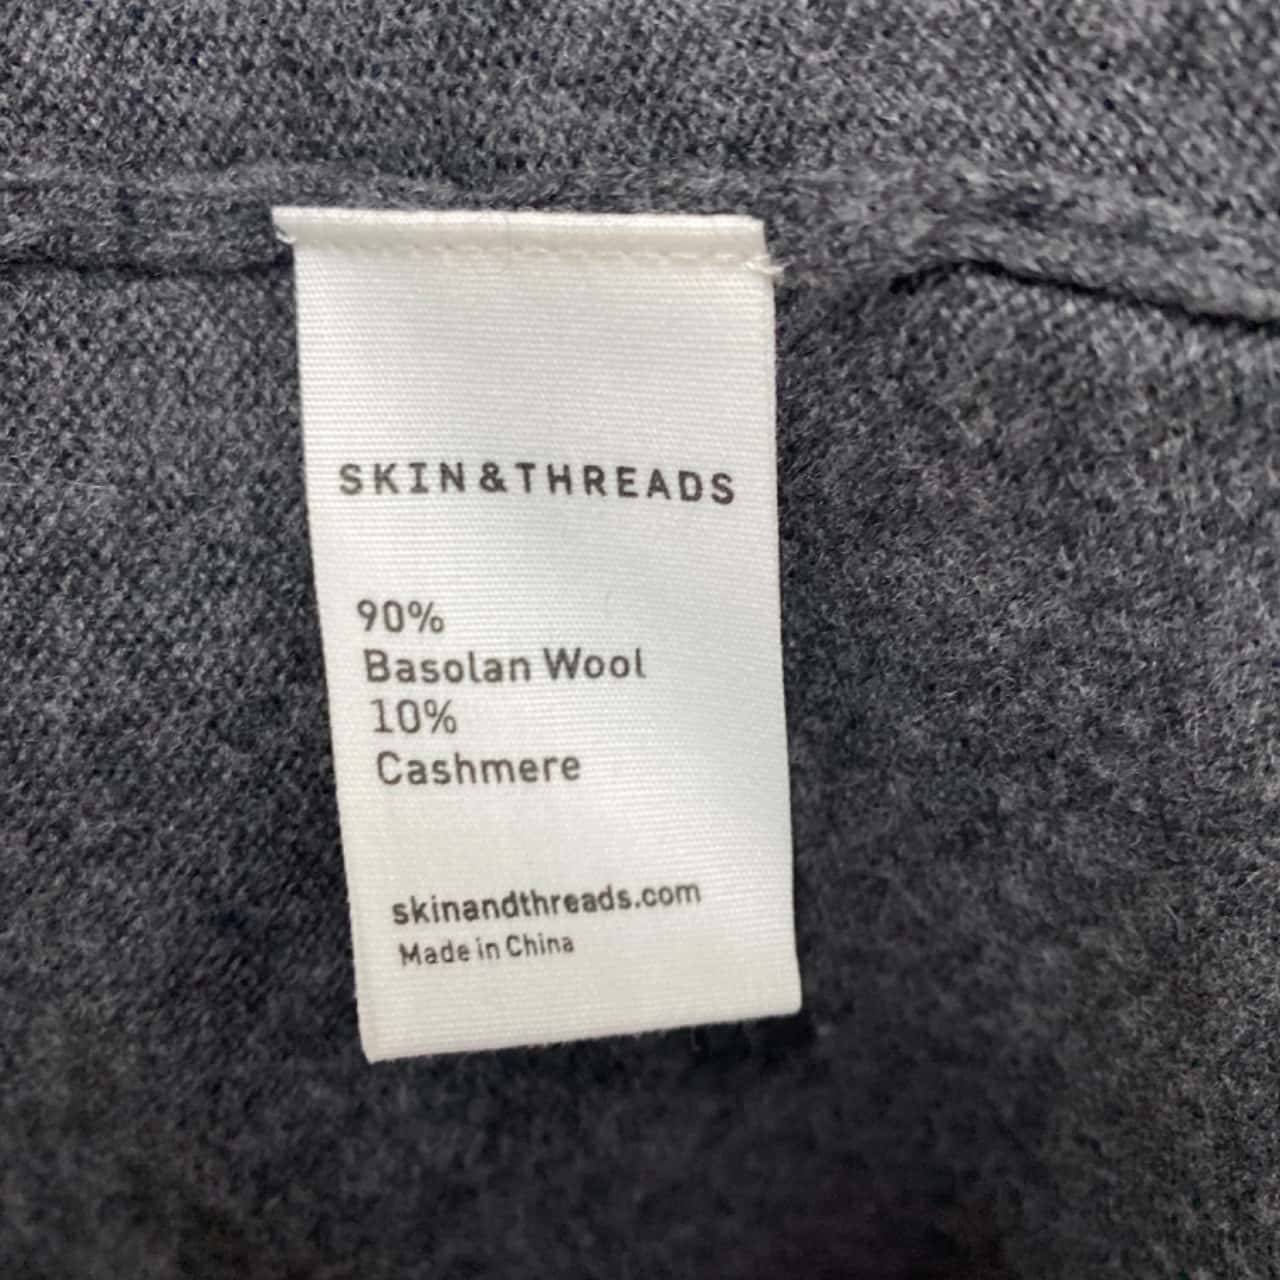 SKIN&THREADS
90%
Basolan Wool
10%
Cashmere
skinandthreads.com
Made in China